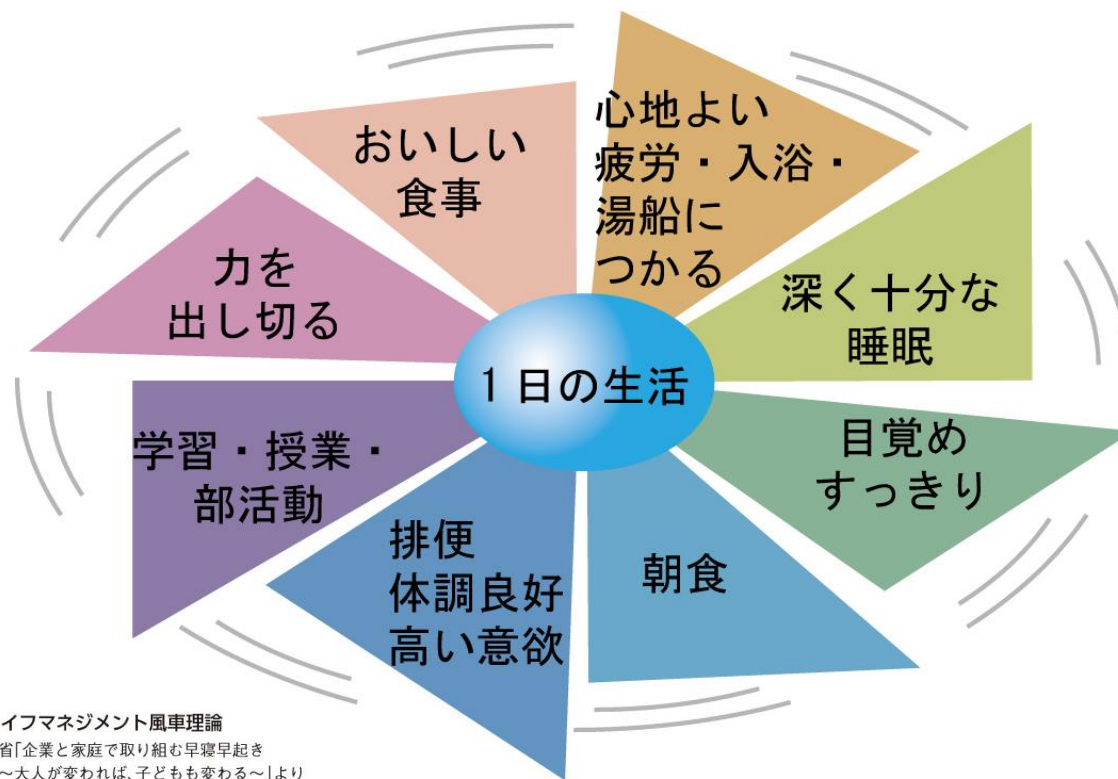 心地よい
疲労・入浴・
湯船に
つかる
深く十分な
睡眠
目覚め
すっきり
朝食
排便
体調良好
高い意欲
学習・授業・
部活動
力を
出し切る
おいしい
食事
1日の生活
イフマネジメント風車理論
省「企業と家庭で取り組む早寝早起き
～大人が変われば、子どもも変わる～」より